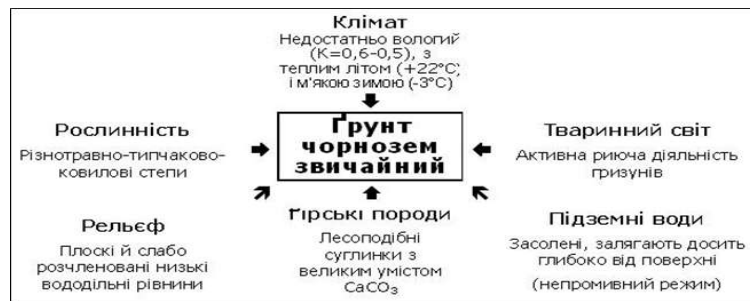 Клімат
Недостатньо вологий
(К=0,6-0,5), з
теплим літом (+22°С)
і м'якою зимою (-3°С)
Рослинність
Різнотравно-типчаково-
ковилові степи
Ґрунт
чорнозем
звичайний
Тваринний світ
Активна риюча діяльність
гризунів
Рельєф
Плоскі й слабо
розчленовані низькі
вододільні рівнини
Гірські породи
Лесоподібні
суглинки з
великим умістом
CaCO₃
Підземні води
Засолені, залягають досить
глибоко від поверхні
(непромивний режим)